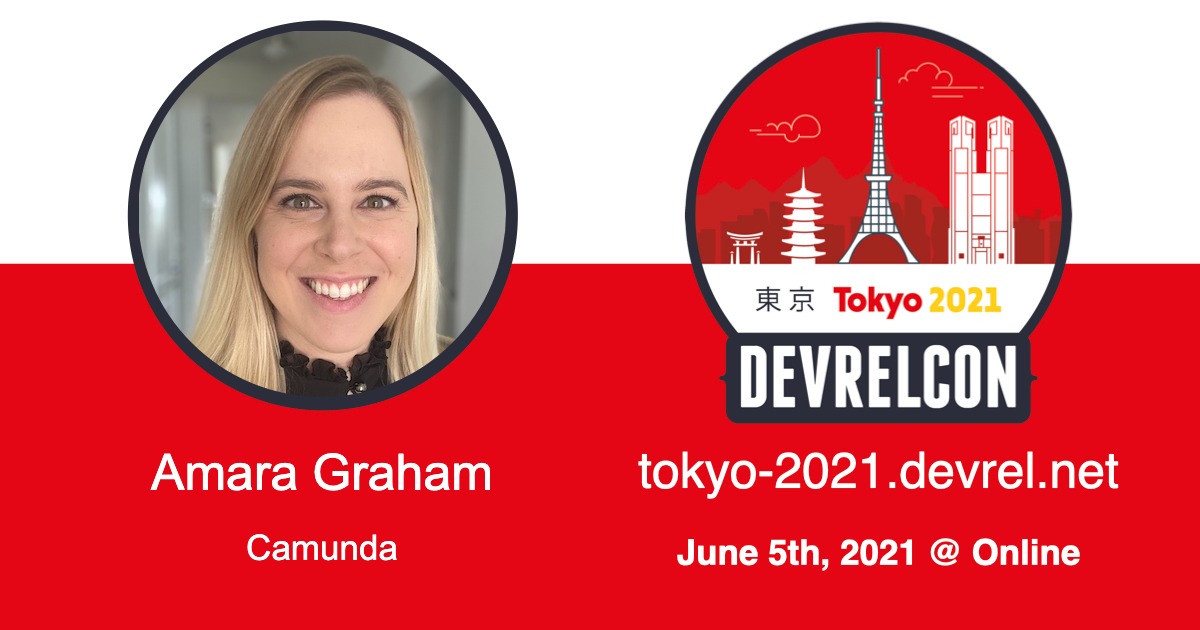 東京 Tokyo 2021
DEVRELCON
Amara Graham
Camunda
tokyo-2021.devrel.net
June 5th, 2021 @ Online